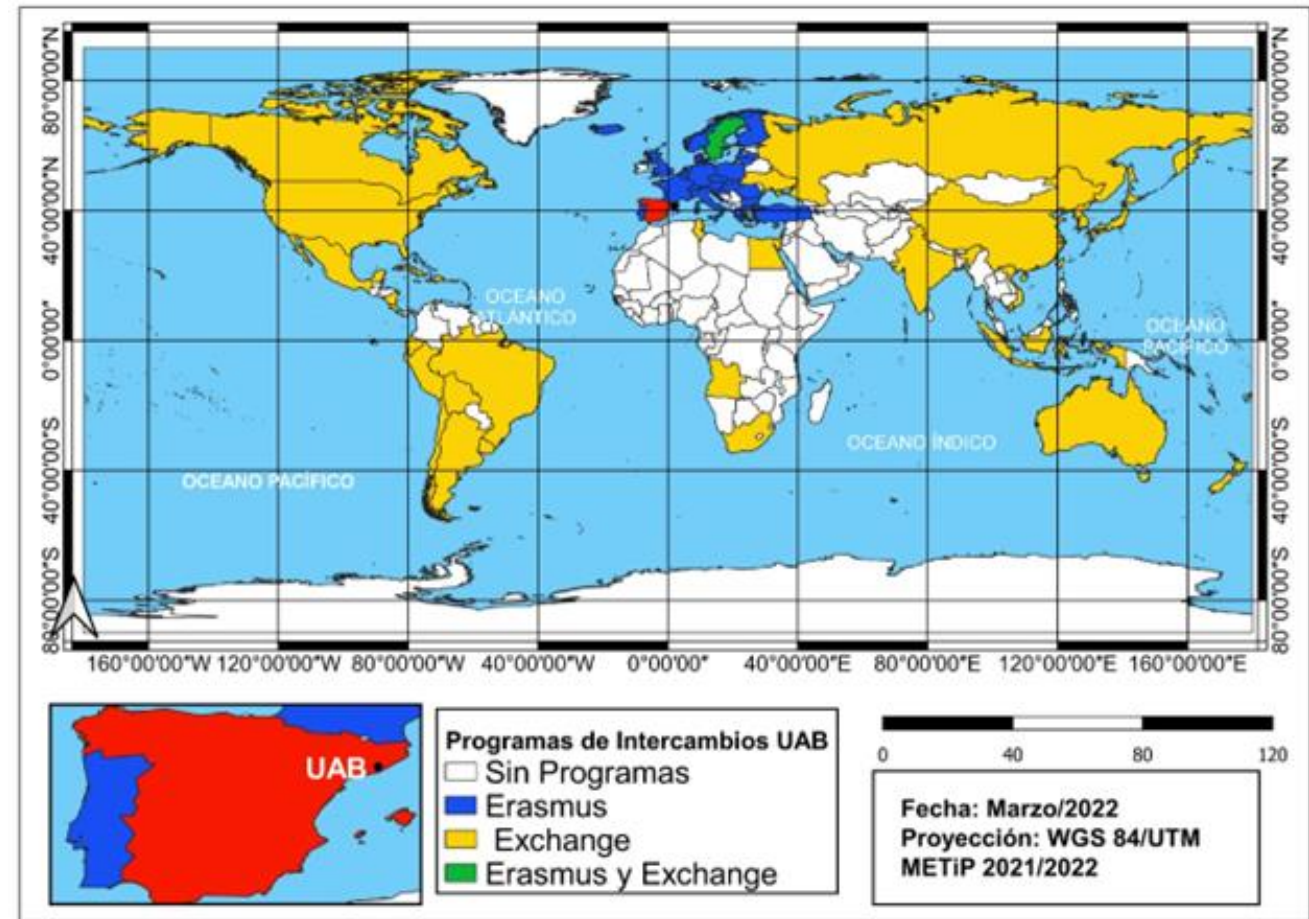 80°00'00"N
40°00'00"N
0°00'00"
40°00'00"S
80°00'00"S
80°00'00"N
40°00'00"N
0°00'00"
40°00'00"S
80°00'00"S
OCEANO
ATLÁNTICO
OCEANO
PACÍFICO
OCEANO ÍNDICO
OCEANO PACÍFICO
160°00'00"W 120°00'00"W 80°00'00"W 40°00'00"W 0°00'00"E 40°00'00"E 80°00'00"E 120°00'00"E 160°00'00"E
UAB
Programas de Intercambios UAB
Sin Programas
Erasmus
Exchange
Erasmus y Exchange
0 40 80 120
Fecha: Marzo/2022
Proyección: WGS 84/UTM
METiP 2021/2022